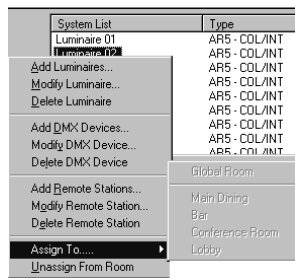 System List Type
Luminaire 01 AR5 - COL/INT
Luminaire 02 AR5 - COL/INT
AR5 - COL/INT
Add Luminaires... AR5 - COL/INT
Modify Luminaire... AR5 - COL/INT
Delete Luminaire AR5 - COL/INT
AR5 - COL/INT
Add DMX Devices... AR5 - COL/INT
Modify DMX Device... AR5 - COL/INT
Delete DMX Device
Global Room
Add Remote Stations...
Main Dining
Modify Remote Station...
Bar
Delete Remote Station
Conference Room
Assign To.....
Lobby
Unassign From Room